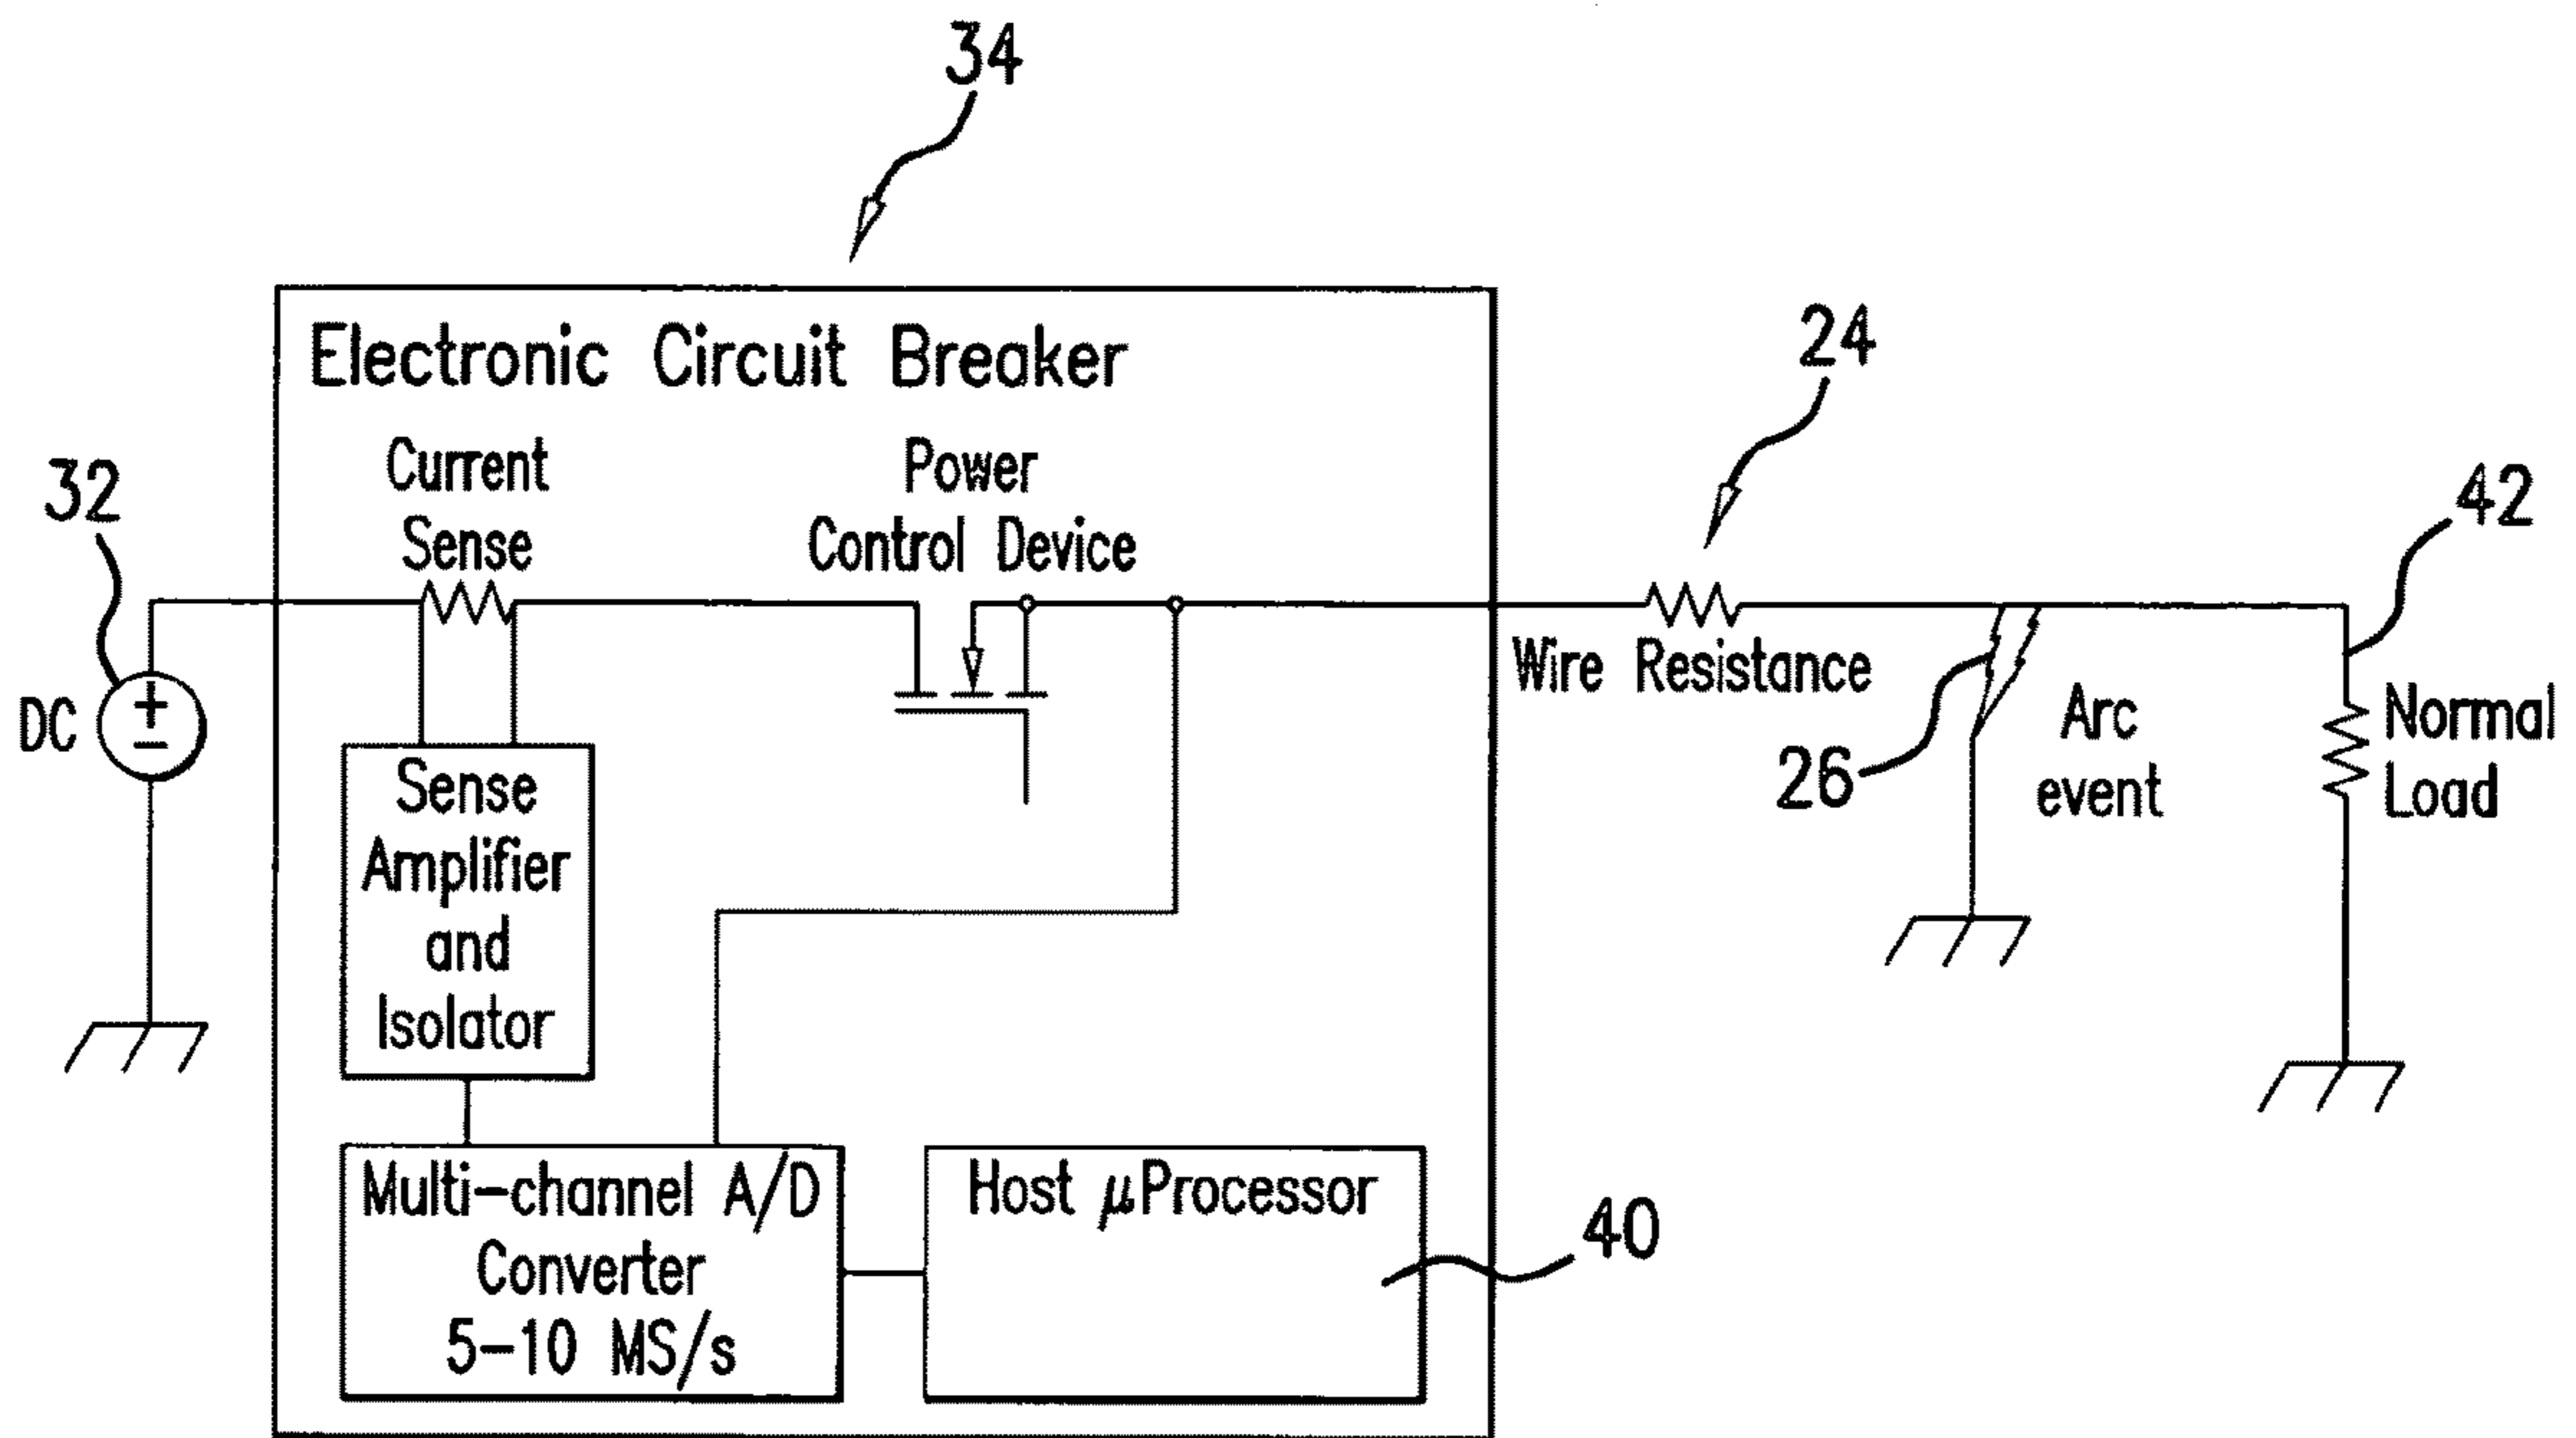 34
Electronic Circuit Breaker
Current
Sense
Power
Control Device
24
32
42
DC
+
−
Wire Resistance
26
Arc
event
Normal
Load
Sense
Amplifier
and
Isolator
Multi-channel A/D
Converter
5-10 MS/s
Host μProcessor
40